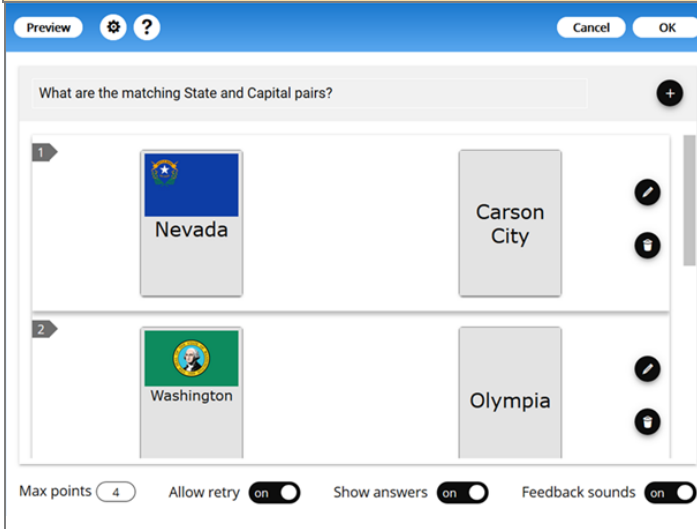 Preview ? Cancel OK
What are the matching State and Capital pairs?
1
Nevada
Carson
City
2
Washington
Olympia
Max points 4 Allow retry on Show answers on Feedback sounds on